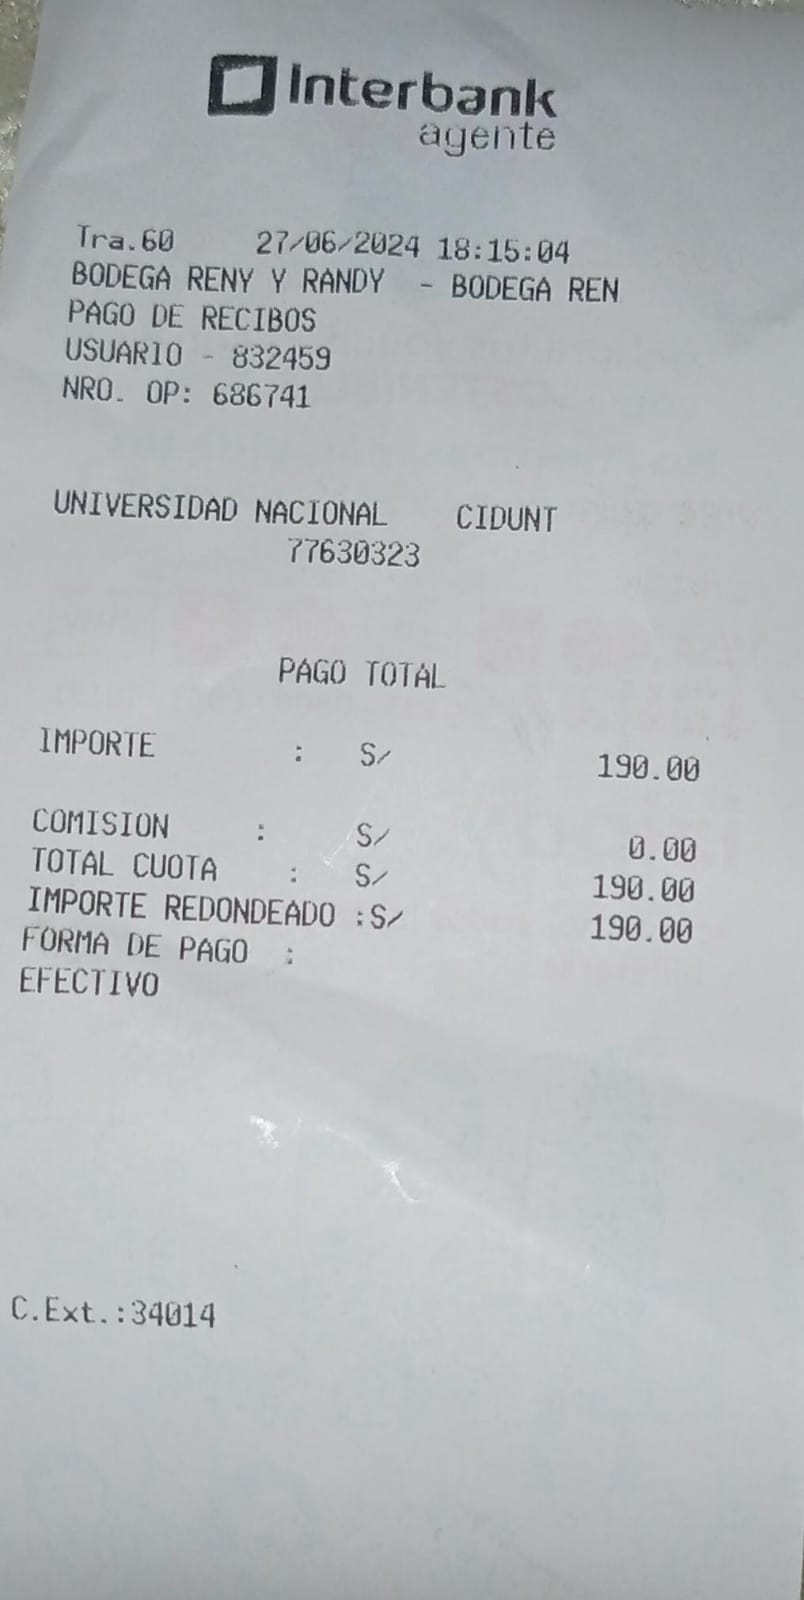 Interbank
agente
Tra.60 27/06/2024 18:15:04
BODEGA RENY Y RANDY - BODEGA REN
PAGO DE RECIBOS
USUARIO - 832459
NRO. OP: 686741
UNIVERSIDAD NACIONAL CIDUNT
77630323
PAGO TOTAL
IMPORTE : S/ 190.00
COMISION : S/ 0.00
TOTAL CUOTA : S/ 190.00
IMPORTE REDONDEADO :S/ 190.00
FORMA DE PAGO :
EFECTIVO
C.Ext.:34014